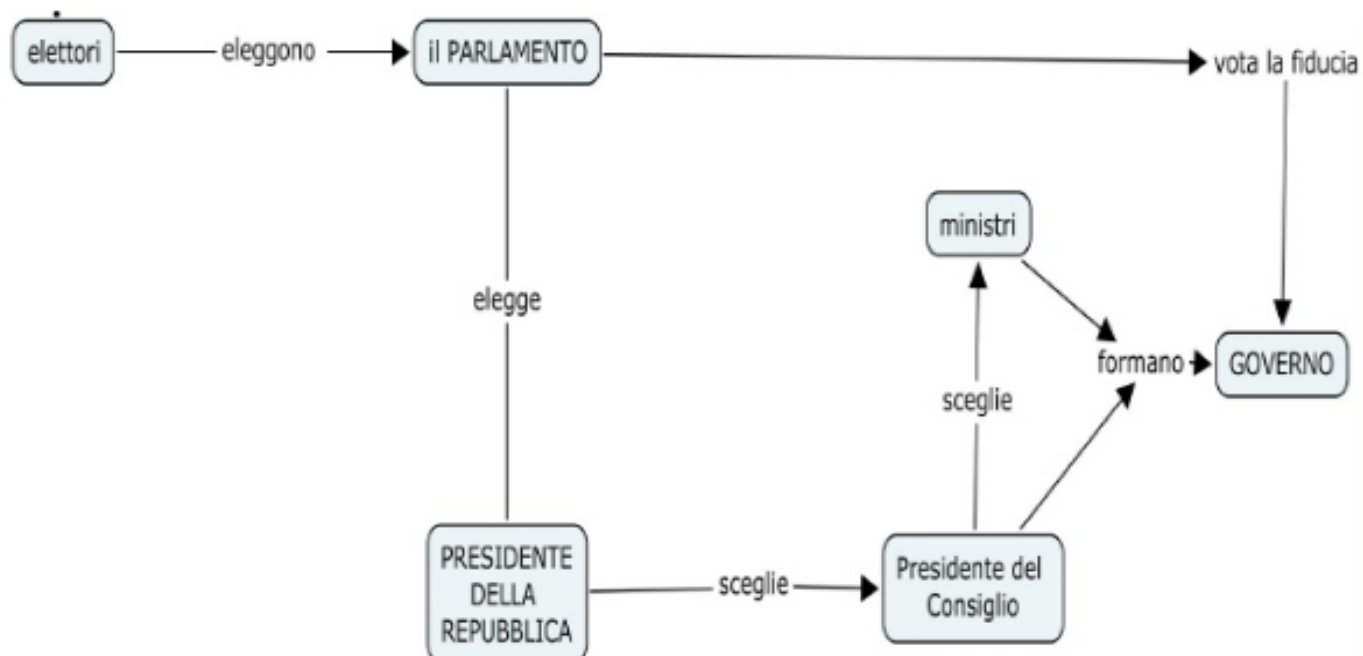 elettori
eleggono
il PARLAMENTO
vota la fiducia
ministri
elegge
formano
GOVERNO
sceglie
PRESIDENTE
DELLA
REPUBBLICA
sceglie
Presidente del
Consiglio